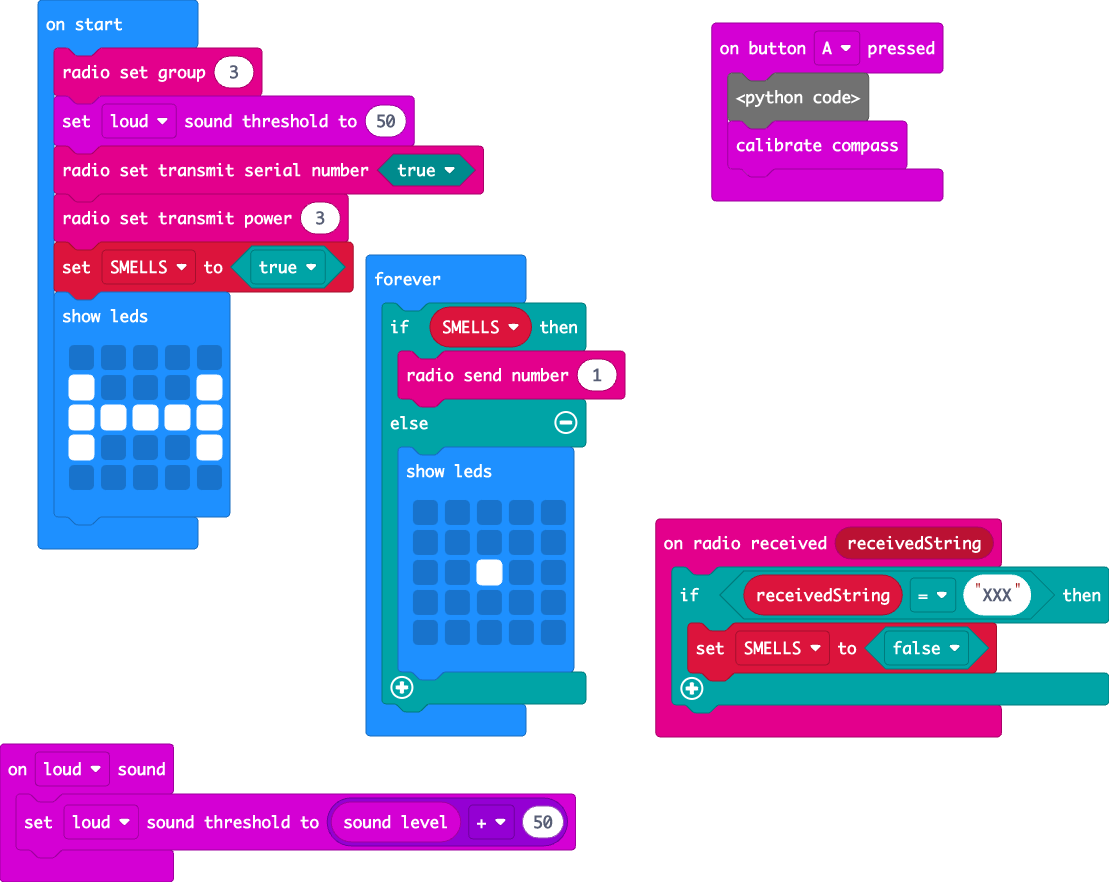 on start
radio set group 3
set loud sound threshold to 50
radio set transmit serial number true
radio set transmit power 3
set SMELLS to true
show leds
on button A pressed
<python code>
calibrate compass
forever
if SMELLS then
radio send number 1
else
show leds
on radio received receivedString
if receivedString = "XXX" then
set SMELLS to false
on loud sound
set loud sound threshold to sound level + 50